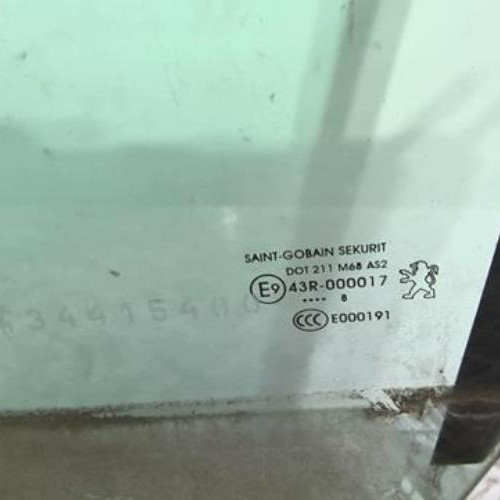 SAINT-GOBAIN SEKURIT
DOT 211 M68 AS2
E9 43R-000017
•••• 8
CCC E000191